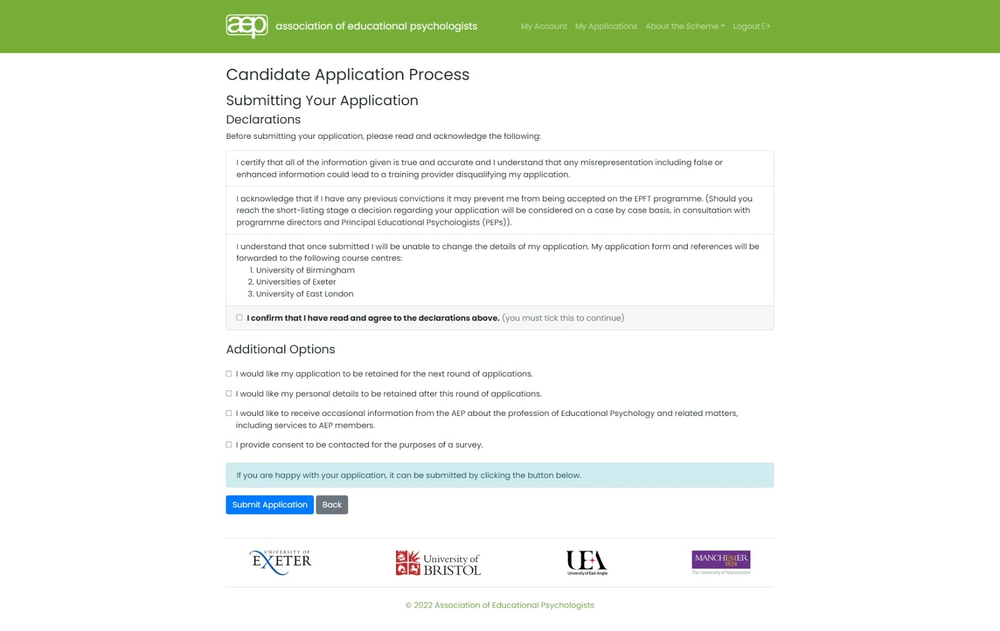 aep association of educational psychologists
My Account My Applications About the Scheme Logout
Candidate Application Process
Submitting Your Application
Declarations
Before submitting your application, please read and acknowledge the following:
I certify that all of the information given is true and accurate and I understand that any misrepresentation including false or
enhanced information could lead to a training provider disqualifying my application.
I acknowledge that if I have any previous convictions it may prevent me from being accepted on the EPFT programme. (Should you
reach the short-listing stage a decision regarding your application will be considered on a case by case basis, in consultation with
programme directors and Principal Educational Psychologists (PEPs)).
I understand that once submitted I will be unable to change the details of my application. My application form and references will be
forwarded to the following course centres:
1. University of Birmingham
2. Universities of Exeter
3. University of East London
I confirm that I have read and agree to the declarations above. (you must tick this to continue)
Additional Options
I would like my application to be retained for the next round of applications.
I would like my personal details to be retained after this round of applications.
I would like to receive occasional information from the AEP about the profession of Educational Psychology and related matters,
including services to AEP members.
I provide consent to be contacted for the purposes of a survey.
If you are happy with your application, it can be submitted by clicking the button below.
Submit Application Back
UNIVERSITY OF
EXETER
University of
BRISTOL
UEA
University of East Anglia
MANCHESTER
1824
The University of Manchester
© 2022 Association of Educational Psychologists